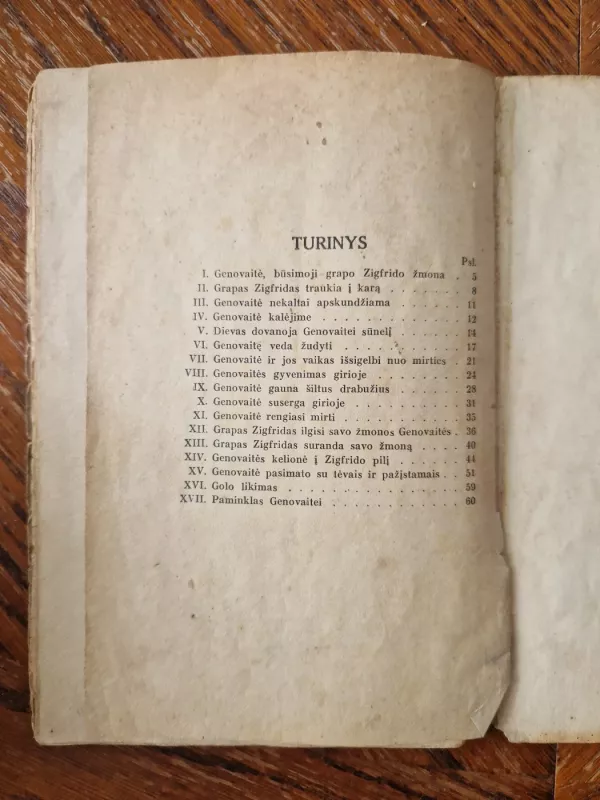 TURINYS
Psl.
I. Genovaitė, būsimoji grapo Zigfrido žmona . 5
II. Grapas Zigfridas traukia į karą . . . . . 8
III. Genovaitė nekaltai apskundžiama . . . . . 11
IV. Genovaitė kalėjime . . . . . . . . . . 12
V. Dievas dovanoja Genovaitei sūnelį . . . . . 14
VI. Genovaitę veda žudyti . . . . . . . . . 17
VII. Genovaitė ir jos vaikas išsigelbi nuo mirties . 21
VIII. Genovaitės gyvenimas girioje . . . . . . 24
IX. Genovaitė gauna šiltus drabužius . . . . . 28
X. Genovaitė suserga girioje . . . . . . . . 31
XI. Genovaitė rengiasi mirti . . . . . . . . 35
XII. Grapas Zigfridas ilgisi savo žmonos Genovaitės . 36
XIII. Grapas Zigfridas suranda savo žmoną . . . . 40
XIV. Genovaitės kelionė į Zigfrido pilį . . . . . 44
XV. Genovaitė pasimato su tėvais ir pažįstamais . . 51
XVI. Golo likimas . . . . . . . . . . . . 59
XVII. Paminklas Genovaitei . . . . . . . . . 60